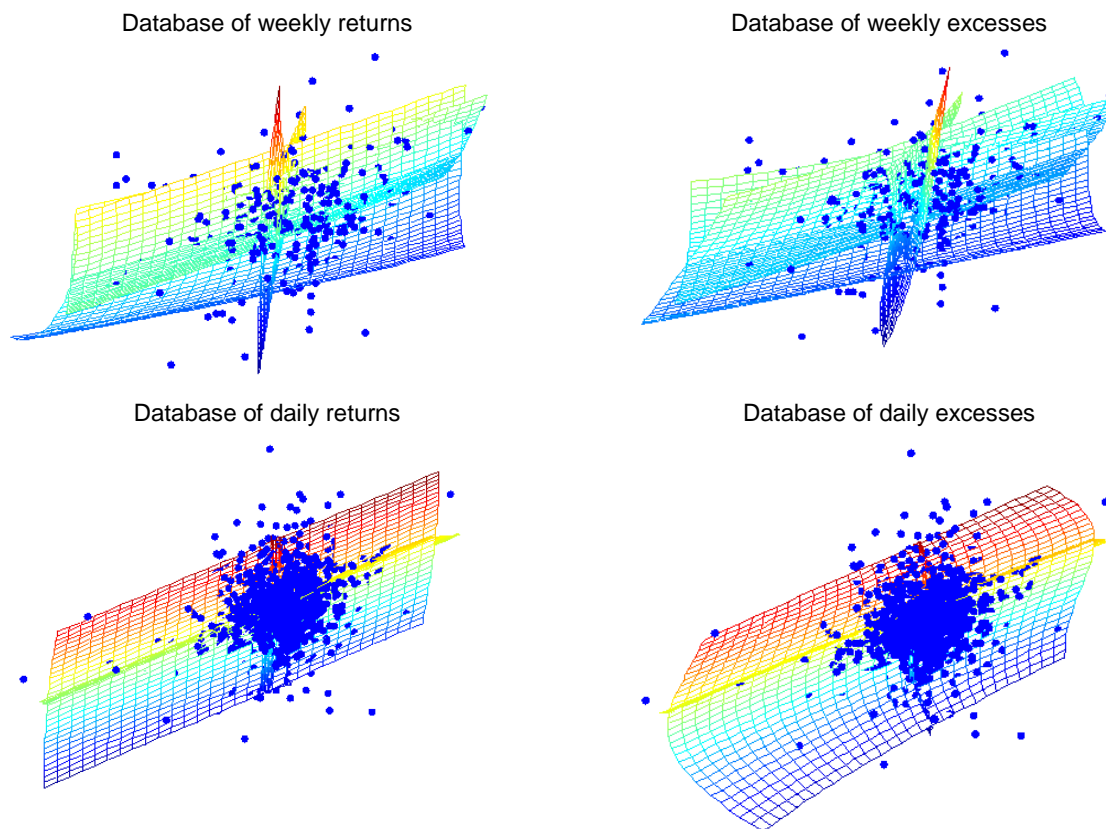 Database of weekly returns
Database of weekly excesses
Database of daily returns
Database of daily excesses